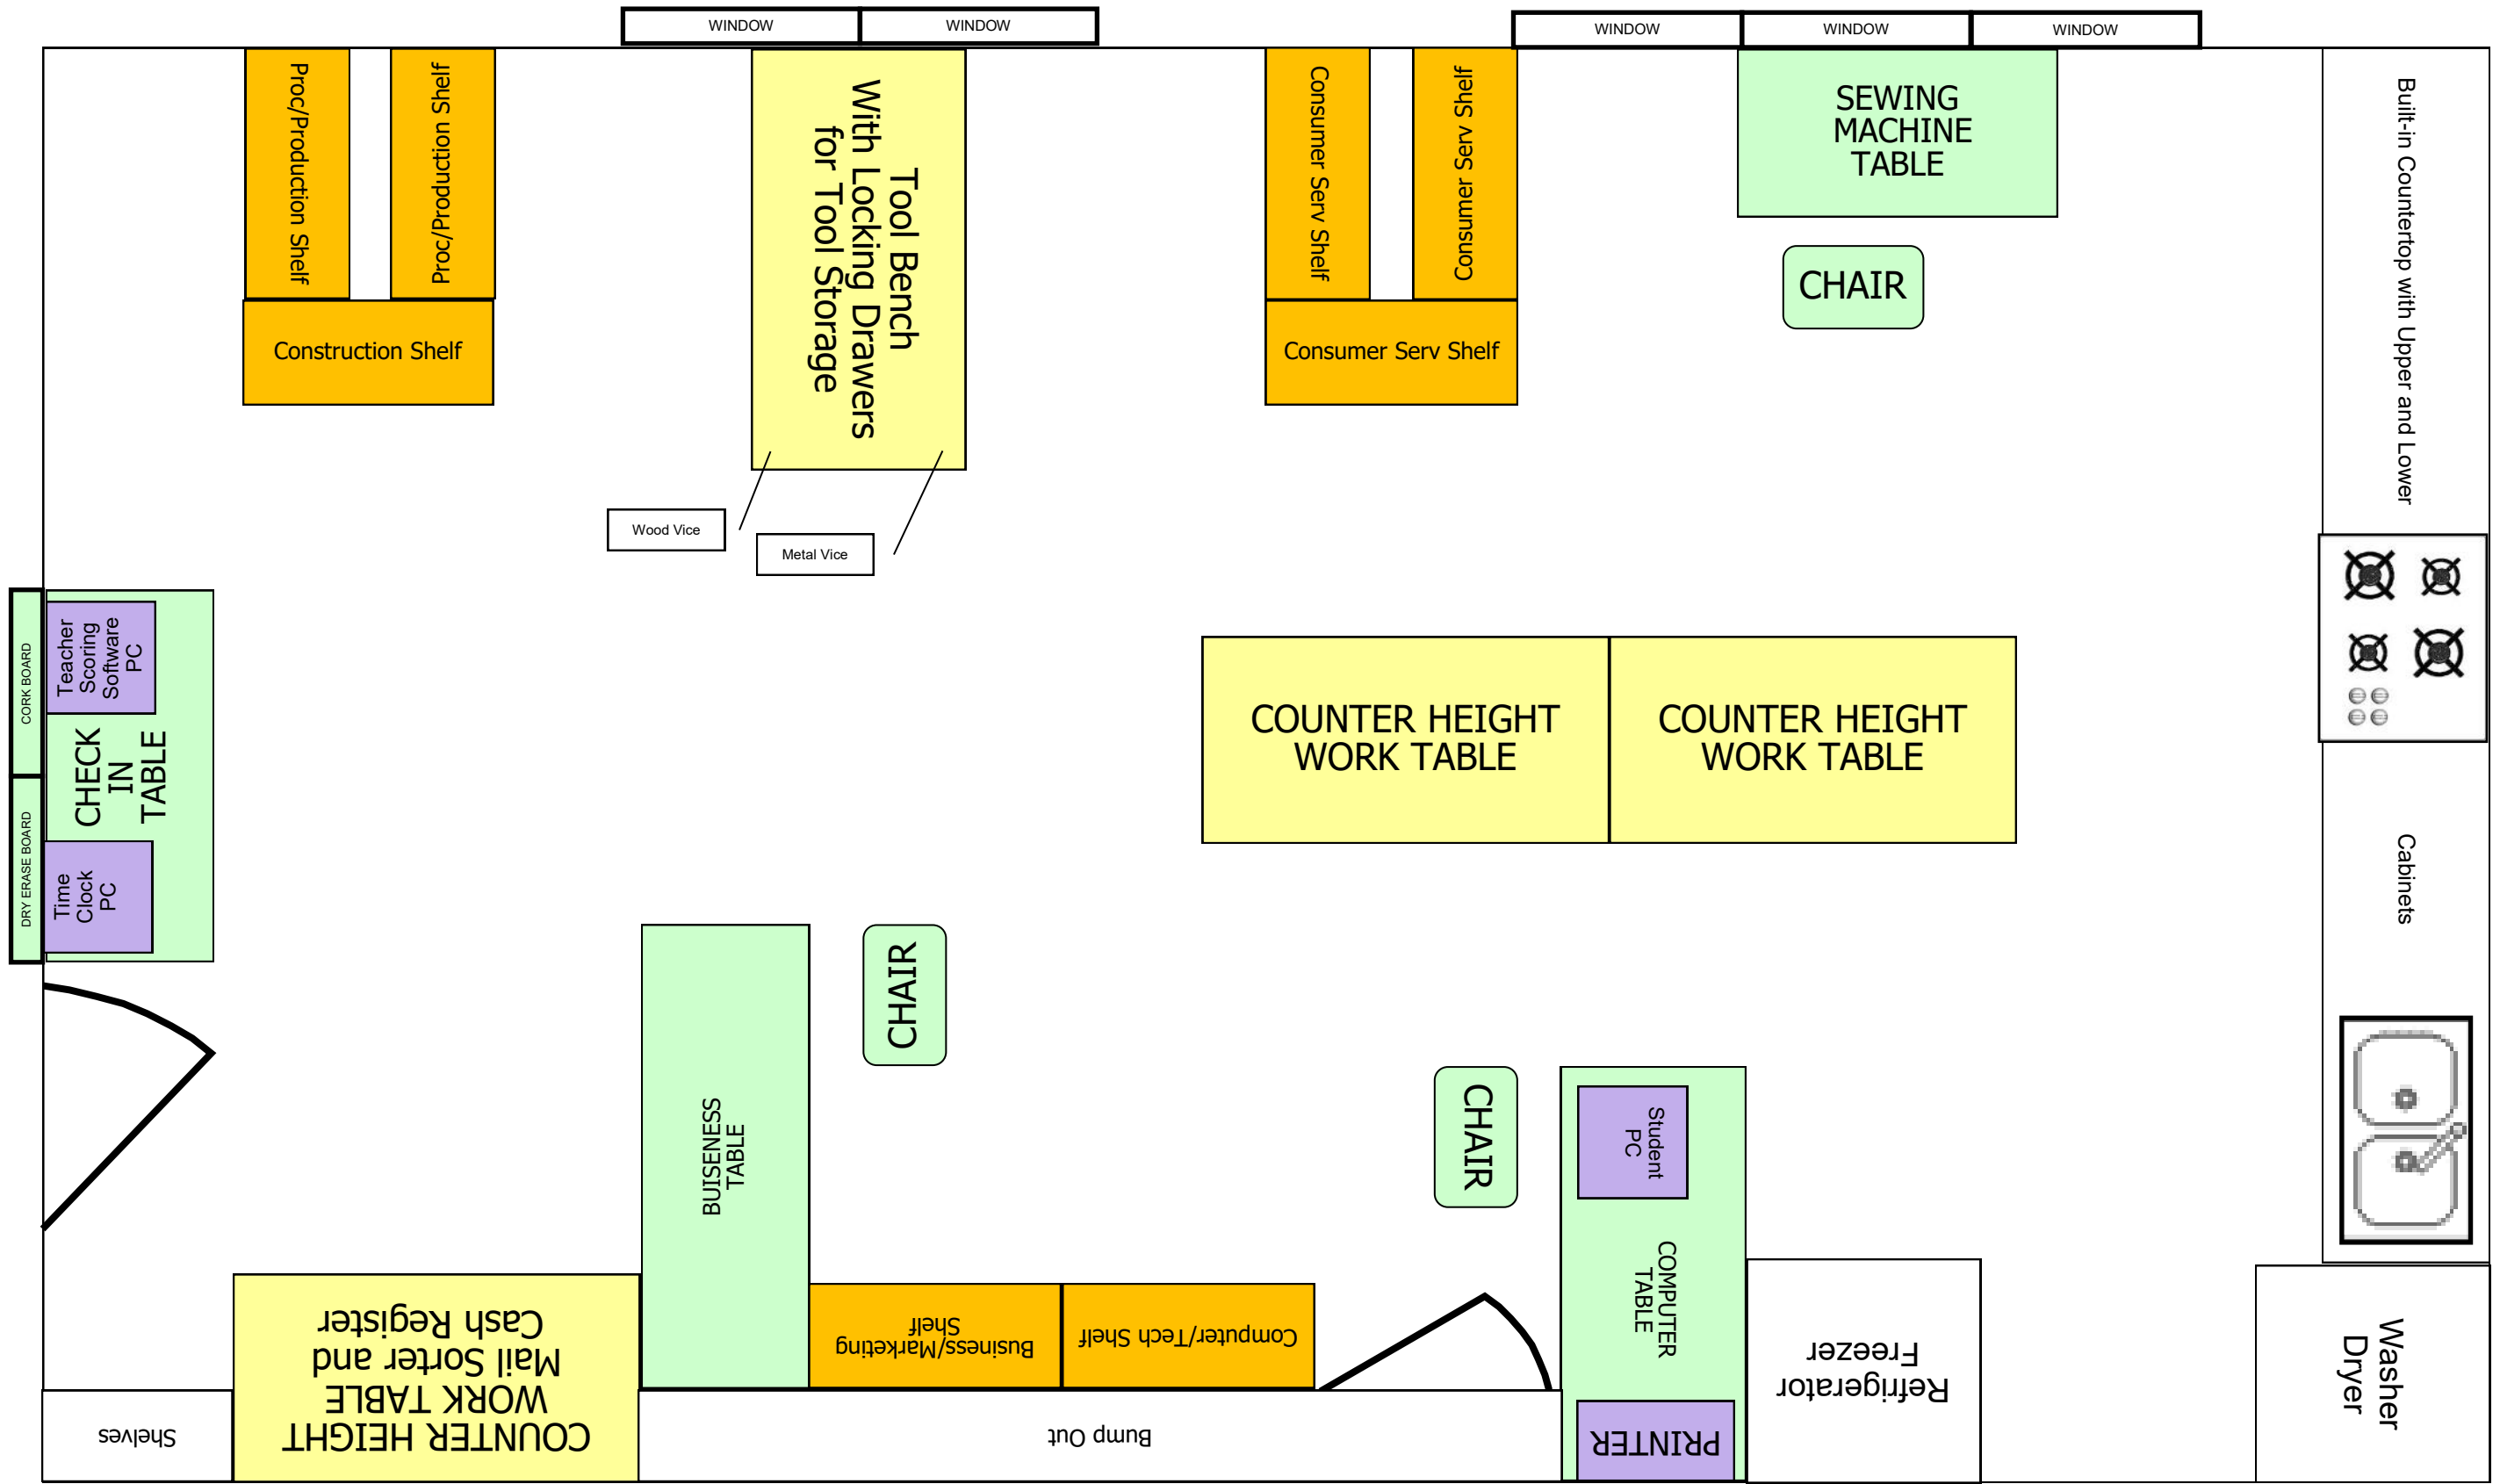 WINDOW
WINDOW
WINDOW
WINDOW
WINDOW
Proc/Production Shelf
Proc/Production Shelf
Construction Shelf
Tool Bench
With Locking Drawers
for Tool Storage
Wood Vice
Metal Vice
Consumer Serv Shelf
Consumer Serv Shelf
Consumer Serv Shelf
SEWING
MACHINE
TABLE
CHAIR
Built-in Countertop with Upper and Lower
Cabinets
CORK BOARD
DRY ERASE BOARD
Teacher
Scoring
Software
PC
CHECK
IN
TABLE
Time
Clock
PC
COUNTER HEIGHT
WORK TABLE
COUNTER HEIGHT
WORK TABLE
BUISENESS
TABLE
CHAIR
CHAIR
Student
PC
COMPUTER
TABLE
PRINTER
Shelves
COUNTER HEIGHT
WORK TABLE
Mail Sorter and
Cash Register
Business/Marketing
Shelf
Computer/Tech Shelf
Bump Out
Refrigerator
Freezer
Washer
Dryer